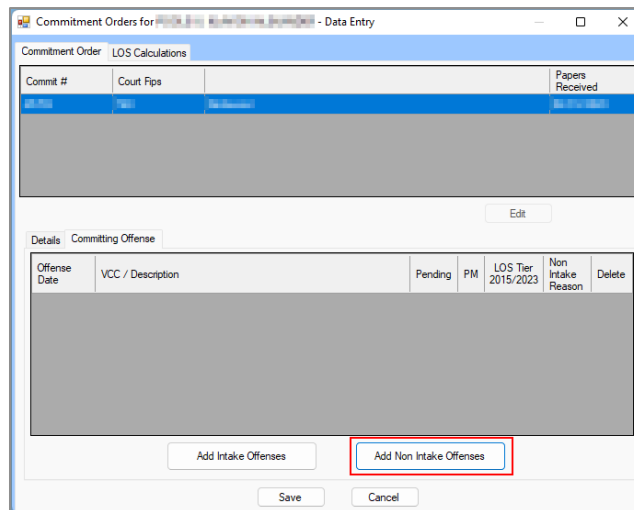 Commitment Orders for - Data Entry
Commitment Order LOS Calculations
Commit # Court Fips Papers Received
Edit
Details Committing Offense
Offense Date VCC / Description Pending PM LOS Tier 2015/2023 Non Intake Reason Delete
Add Intake Offenses Add Non Intake Offenses
Save Cancel